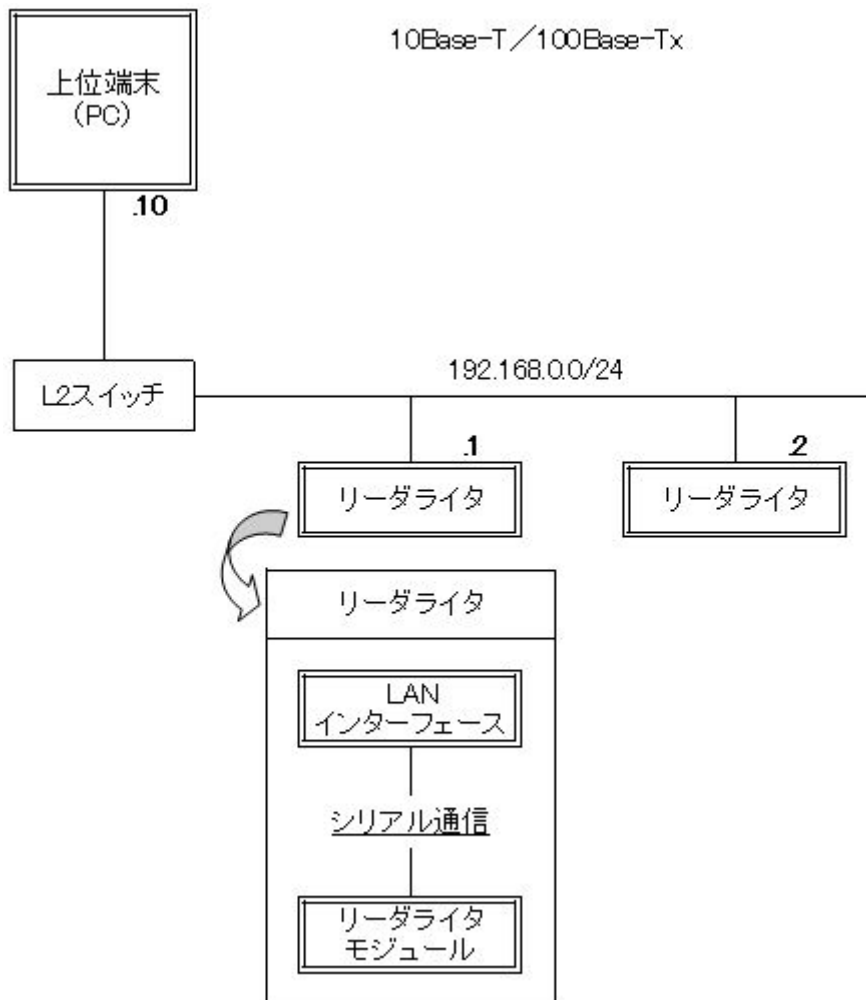 上位端末
(PC)
10Base-T/100Base-Tx
.10
L2スイッチ
192.168.0.0/24
.1
.2
リーダライタ
リーダライタ
リーダライタ
LAN
インターフェース
シリアル通信
リーダライタ
モジュール